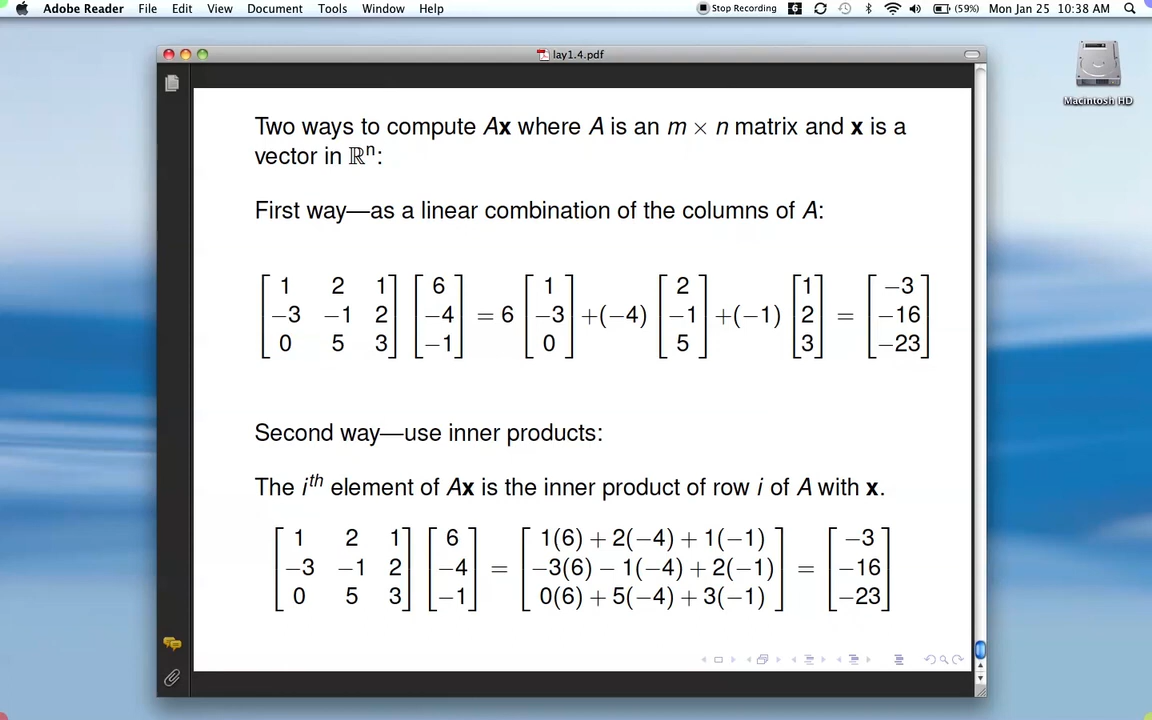 Adobe Reader File Edit View Document Tools Window Help Stop Recording (59%) Mon Jan 25 10:38 AM
lay1.4.pdf
Macintosh HD
Two ways to compute Ax where A is an m × n matrix and x is a
vector in ℝⁿ:
First way—as a linear combination of the columns of A:
[1 2 1] [6] [1] [2] [1] [−3]
[−3 −1 2] [−4] = 6 [−3] +(−4) [−1] +(−1) [2] = [−16]
[0 5 3] [−1] [0] [5] [3] [−23]
Second way—use inner products:
The iᵗʰ element of Ax is the inner product of row i of A with x.
[1 2 1] [6] [1(6) + 2(−4) + 1(−1)] [−3]
[−3 −1 2] [−4] = [−3(6) − 1(−4) + 2(−1)] = [−16]
[0 5 3] [−1] [0(6) + 5(−4) + 3(−1)] [−23]